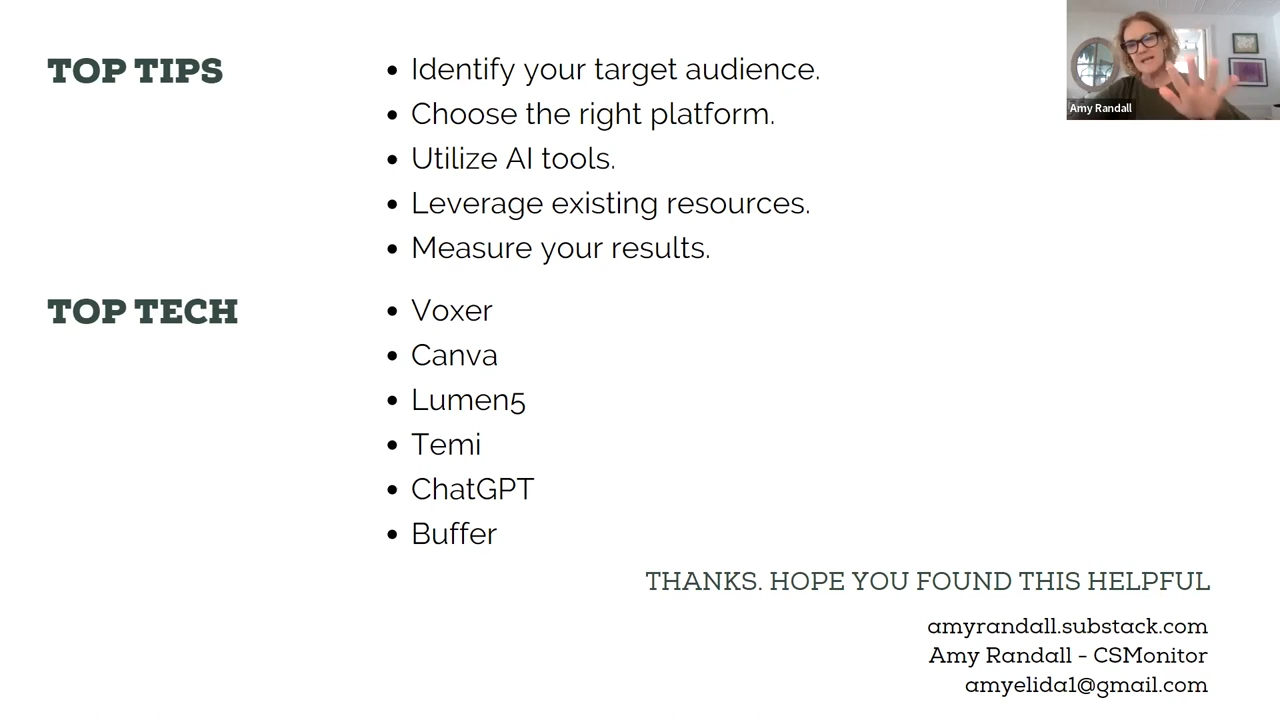 TOP TIPS
Identify your target audience.
Choose the right platform.
Utilize AI tools.
Leverage existing resources.
Measure your results.
TOP TECH
Voxer
Canva
Lumen5
Temi
ChatGPT
Buffer
THANKS. HOPE YOU FOUND THIS HELPFUL
amyrandall.substack.com
Amy Randall - CSMonitor
amyelida1@gmail.com
Amy Randall